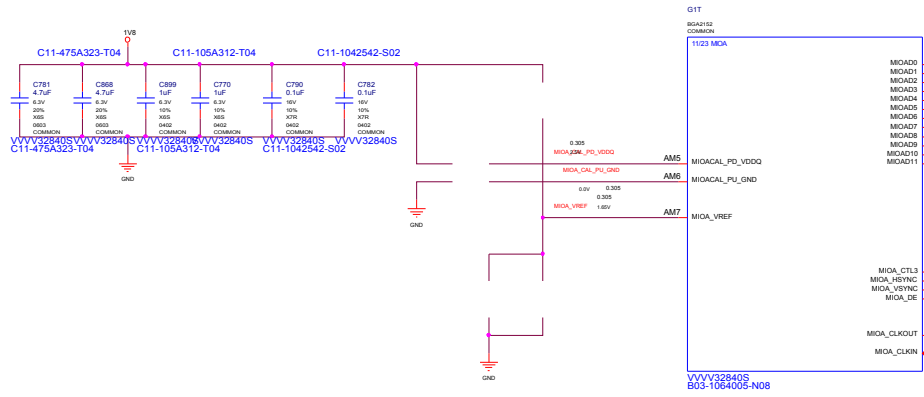 G1T
BGA2152
COMMON
1V8
11/23 MIOA
C11-475A323-T04
C11-105A312-T04
C11-1042542-S02
C781
4.7uF
6.3V
20%
X6S
0603
COMMON
C868
4.7uF
6.3V
20%
X6S
0603
COMMON
C899
1uF
6.3V
10%
X6S
0402
COMMON
C770
1uF
6.3V
10%
X6S
0402
COMMON
C790
0.1uF
16V
10%
X7R
0402
COMMON
C782
0.1uF
16V
10%
X7R
0402
COMMON
VVVV32840S
VVVV32840S
VVVV32840S
VVVV32840S
VVVV32840S
VVVV32840S
C11-475A323-T04
C11-105A312-T04
C11-1042542-S02
GND
0.305
MIOA_CAL_PD_VDDQ
AM5
MIOACAL_PD_VDDQ
MIOA_CAL_PU_GND
AM6
MIOACAL_PU_GND
0.0V
0.305
0.305
MIOA_VREF
1.65V
AM7
MIOA_VREF
GND
GND
MIOAD0
MIOAD1
MIOAD2
MIOAD3
MIOAD4
MIOAD5
MIOAD6
MIOAD7
MIOAD8
MIOAD9
MIOAD10
MIOAD11
MIOA_CTL3
MIOA_HSYNC
MIOA_VSYNC
MIOA_DE
MIOA_CLKOUT
MIOA_CLKIN
VVVV32840S
B03-1064005-N08